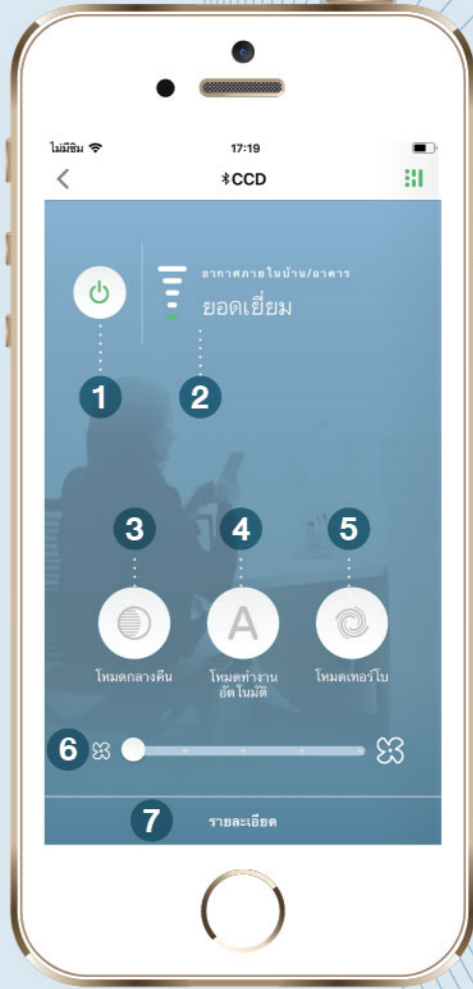 ไม่มีซิม 17:19
CCD
อากาศภายในบ้าน/อาคาร
ยอดเยี่ยม
1 2
3 4 5
A
โหมดกลางคืน โหมดทำงาน โหมดเทอร์โบ
อัตโนมัติ
6
7 รายละเอียด